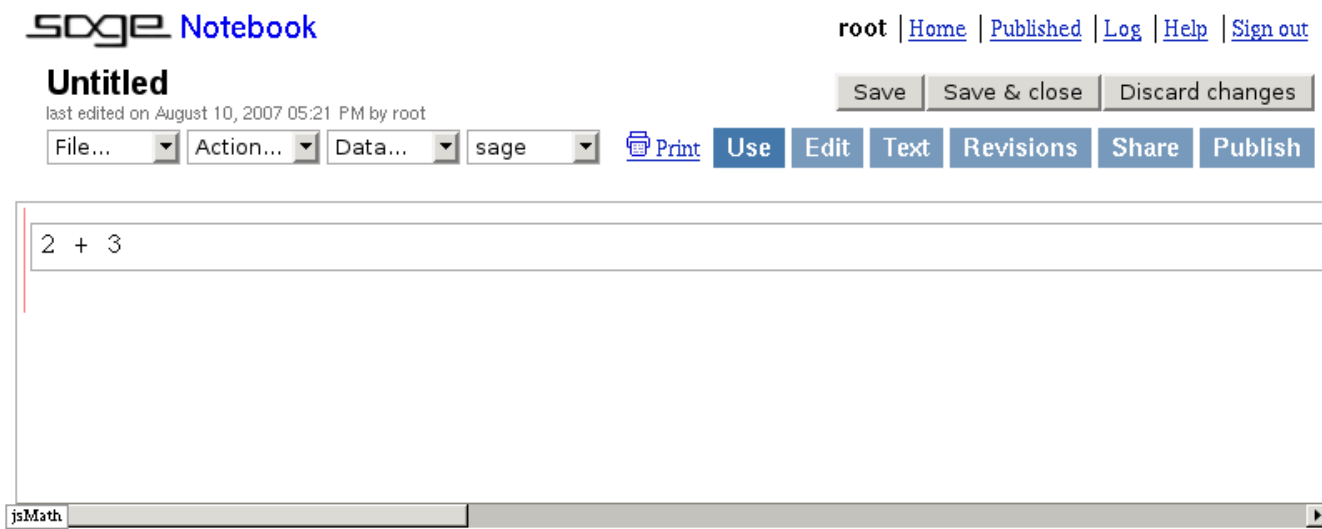 sage Notebook
root | Home | Published | Log | Help | Sign out
Untitled
last edited on August 10, 2007 05:21 PM by root
Save Save & close Discard changes
File... Action... Data... sage Print Use Edit Text Revisions Share Publish
2 + 3
jsMath